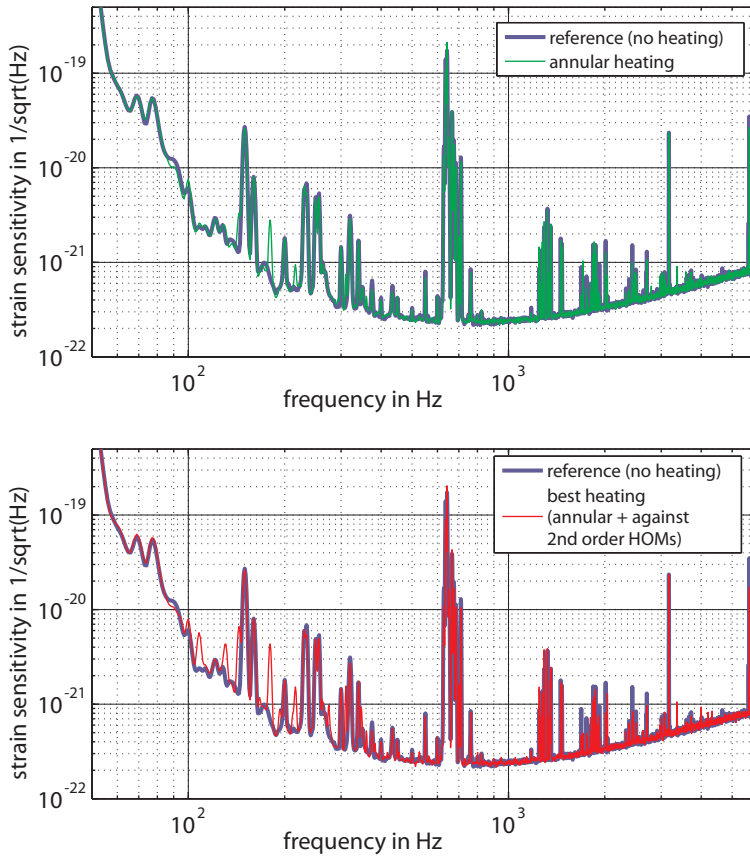 strain sensitivity in 1/sqrt(Hz)
10^-19
10^-20
10^-21
10^-22
reference (no heating)
annular heating
10^2
10^3
frequency in Hz
strain sensitivity in 1/sqrt(Hz)
10^-19
10^-20
10^-21
10^-22
reference (no heating)
best heating
(annular + against
2nd order HOMs)
10^2
10^3
frequency in Hz